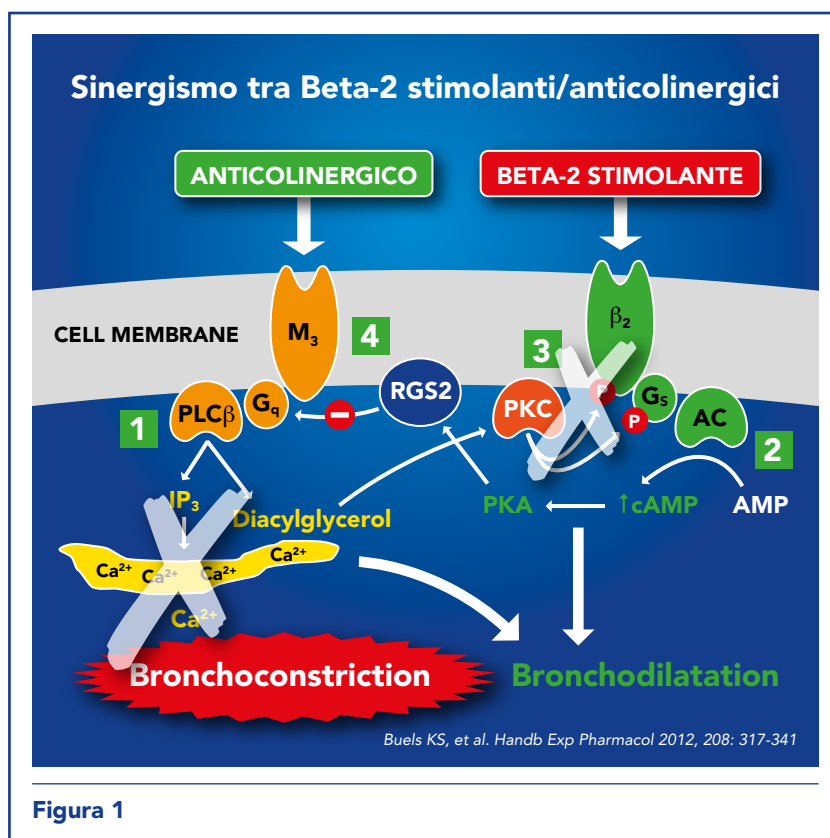 Sinergismo tra Beta-2 stimolanti/anticolinergici
ANTICOLINERGICO
BETA-2 STIMOLANTE
CELL MEMBRANE
M₃
4
β₂
3
1
PLCβ
Gq
RGS2
PKC
P
P
Gₛ
AC
2
IP₃
Diacylglycerol
PKA
↑cAMP
AMP
Ca²⁺
Ca²⁺
Ca²⁺
Ca²⁺
Ca²⁺
Bronchoconstriction
Bronchodilatation
Buels KS, et al. Handb Exp Pharmacol 2012, 208: 317-341
Figura 1